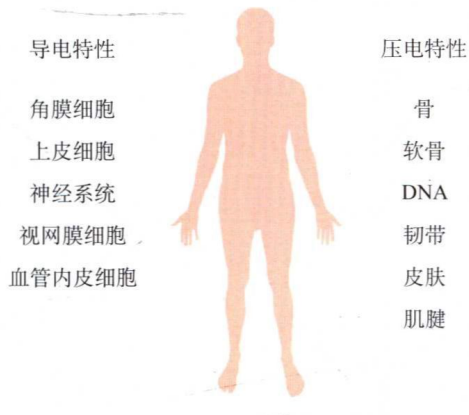 导电特性
角膜细胞
上皮细胞
神经系统
视网膜细胞
血管内皮细胞
压电特性
骨
软骨
DNA
韧带
皮肤
肌腱